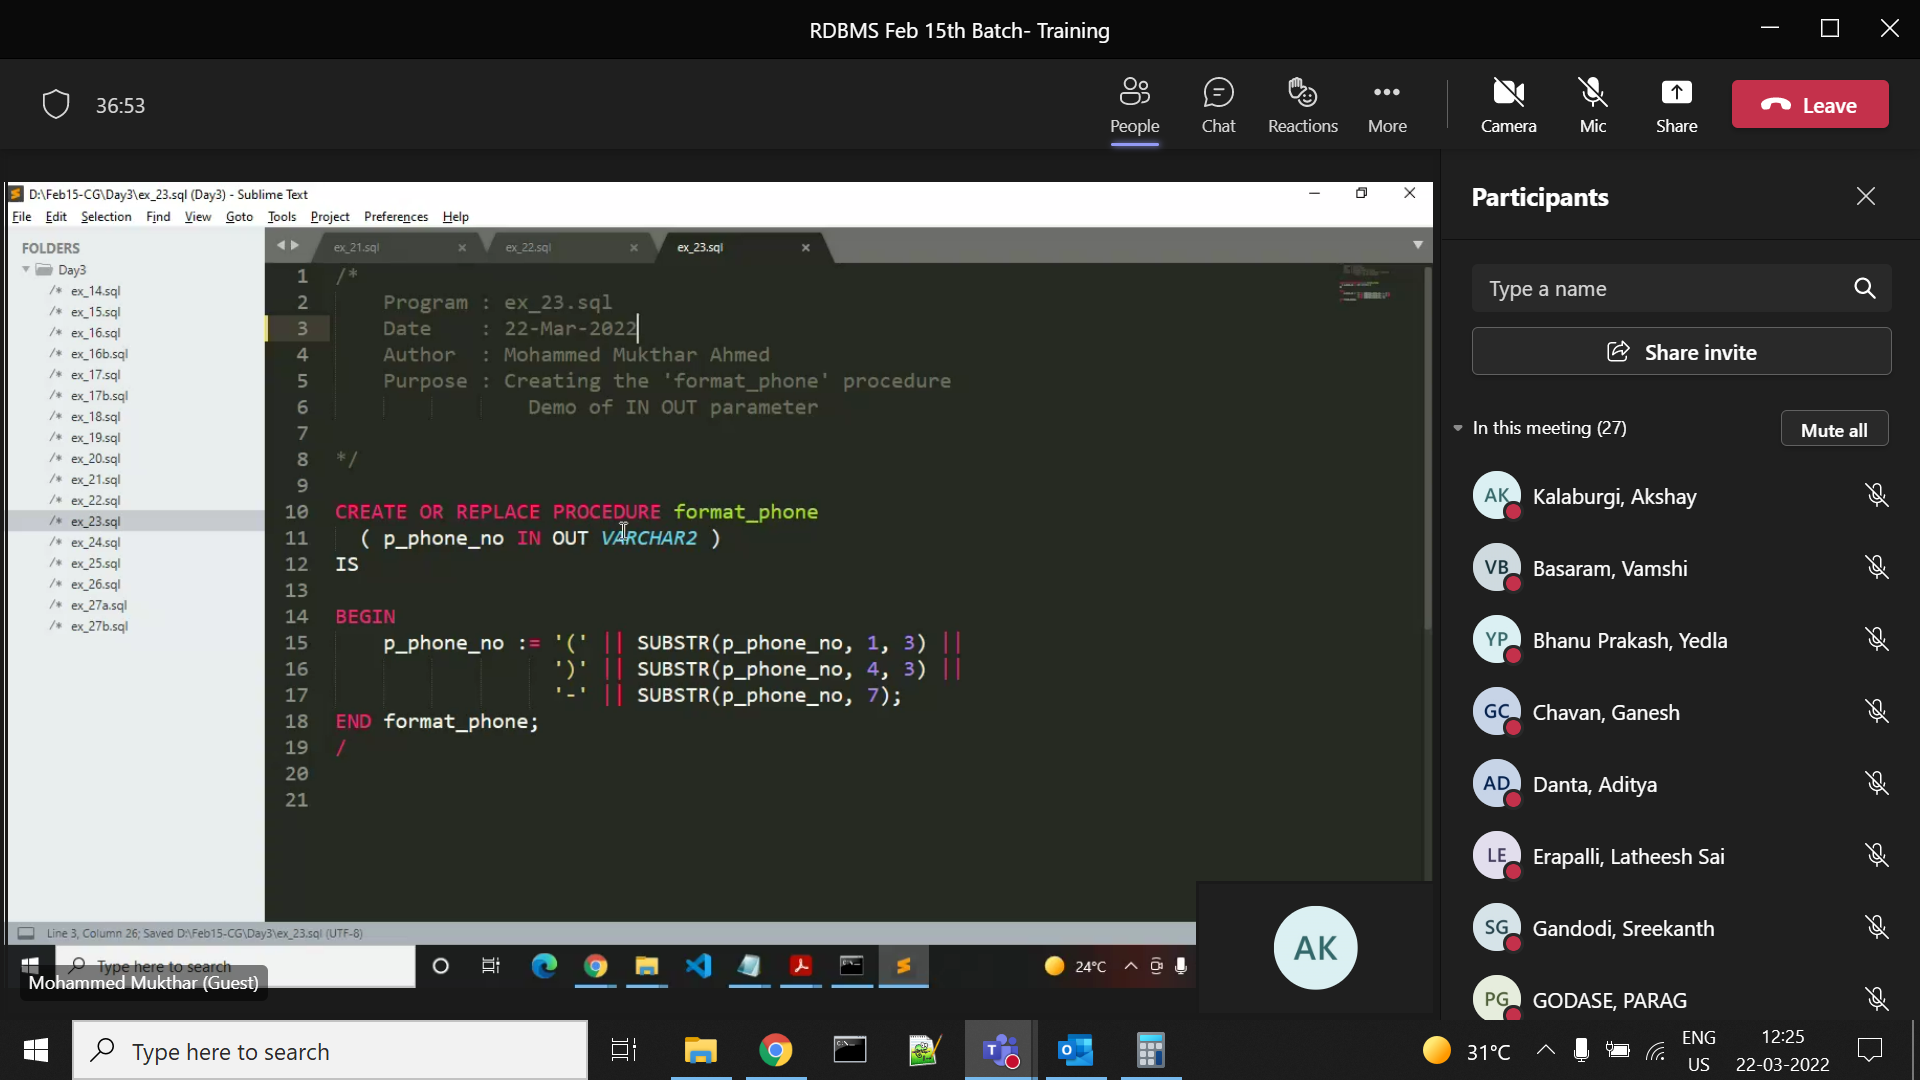 RDBMS Feb 15th Batch- Training
36:53
People
Chat
Reactions
More
Camera
Mic
Share
Leave
D:\Feb15-CG\Day3\ex_23.sql (Day3) - Sublime Text
File Edit Selection Find View Goto Tools Project Preferences Help
FOLDERS
Day3
/* ex_14.sql
/* ex_15.sql
/* ex_16.sql
/* ex_16b.sql
/* ex_17.sql
/* ex_17b.sql
/* ex_18.sql
/* ex_19.sql
/* ex_20.sql
/* ex_21.sql
/* ex_22.sql
/* ex_23.sql
/* ex_24.sql
/* ex_25.sql
/* ex_26.sql
/* ex_27a.sql
/* ex_27b.sql
ex_21.sql
ex_22.sql
ex_23.sql
1 /*
2 Program : ex_23.sql
3 Date : 22-Mar-2022
4 Author : Mohammed Mukthar Ahmed
5 Purpose : Creating the 'format_phone' procedure
6 Demo of IN OUT parameter
7
8 */
9
10 CREATE OR REPLACE PROCEDURE format_phone
11 ( p_phone_no IN OUT VARCHAR2 )
12 IS
13
14 BEGIN
15 p_phone_no := '(' || SUBSTR(p_phone_no, 1, 3) ||
16 ')' || SUBSTR(p_phone_no, 4, 3) ||
17 '-' || SUBSTR(p_phone_no, 7);
18 END format_phone;
19 /
20
21
Line 3, Column 26; Saved D:\Feb15-CG\Day3\ex_23.sql (UTF-8)
Type here to search
24°C
Mohammed Mukthar (Guest)
AK
Participants
Type a name
Share invite
In this meeting (27)
Mute all
AK Kalaburgi, Akshay
VB Basaram, Vamshi
YP Bhanu Prakash, Yedla
GC Chavan, Ganesh
AD Danta, Aditya
LE Erapalli, Latheesh Sai
SG Gandodi, Sreekanth
PG GODASE, PARAG
Type here to search
31°C
ENG
US
12:25
22-03-2022